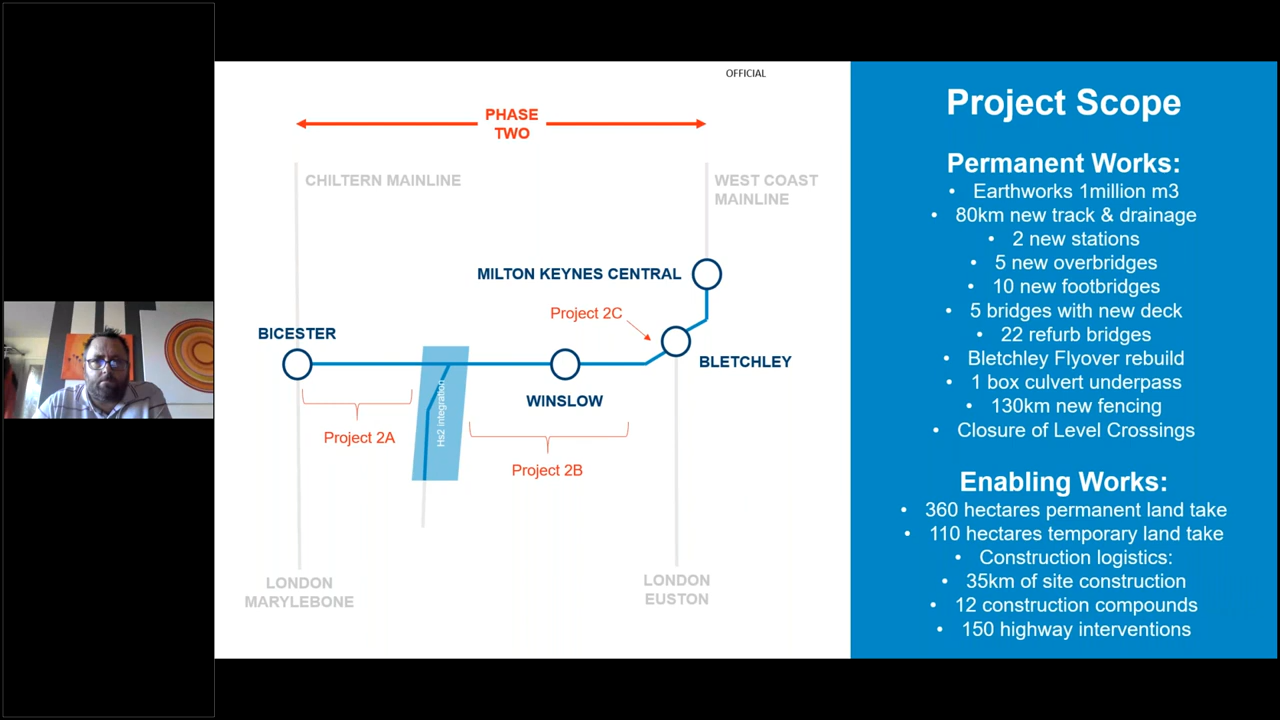 OFFICIAL
PHASE
TWO
CHILTERN MAINLINE
WEST COAST
MAINLINE
MILTON KEYNES CENTRAL
Project 2C
BICESTER
BLETCHLEY
WINSLOW
Hs2 integration
Project 2A
Project 2B
LONDON
MARYLEBONE
LONDON
EUSTON
Project Scope
Permanent Works:
• Earthworks 1million m3
• 80km new track & drainage
• 2 new stations
• 5 new overbridges
• 10 new footbridges
• 5 bridges with new deck
• 22 refurb bridges
• Bletchley Flyover rebuild
• 1 box culvert underpass
• 130km new fencing
• Closure of Level Crossings
Enabling Works:
• 360 hectares permanent land take
• 110 hectares temporary land take
• Construction logistics:
• 35km of site construction
• 12 construction compounds
• 150 highway interventions